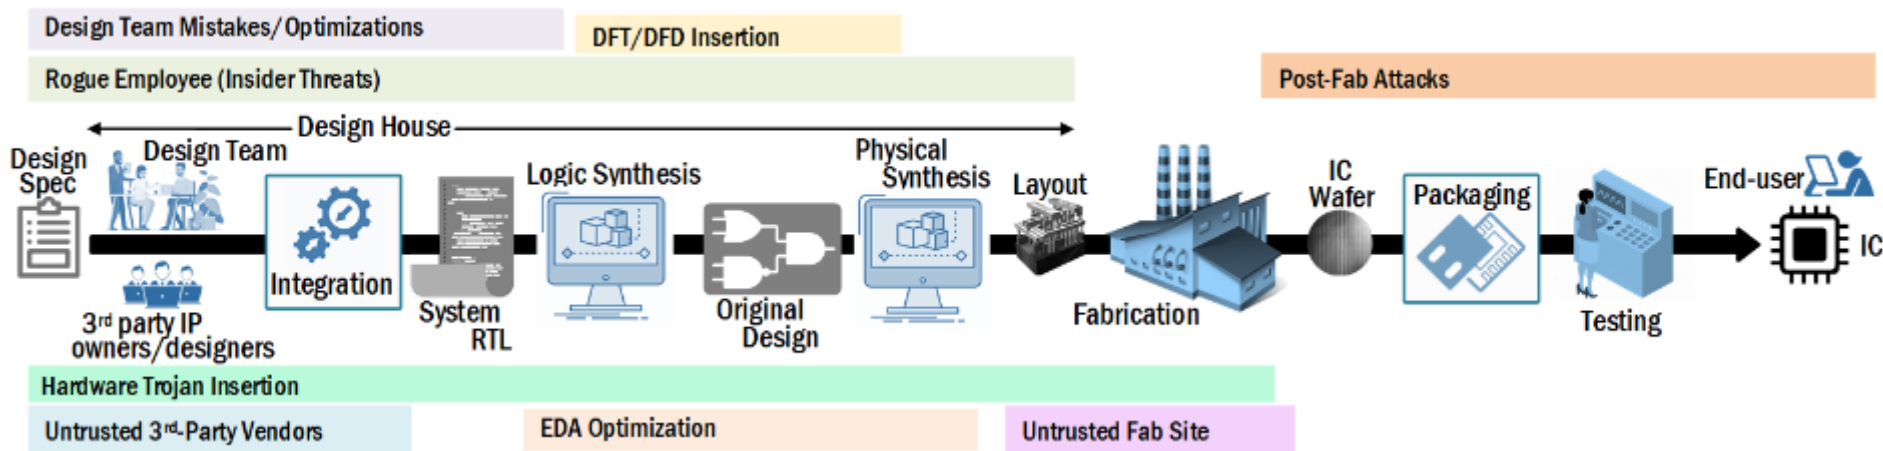 Design Team Mistakes/Optimizations
DFT/DFD Insertion
Rogue Employee (Insider Threats)
Post-Fab Attacks
Design House
Design
Spec
Design Team
3rd party IP
owners/designers
Integration
System
RTL
Logic Synthesis
Original
Design
Physical
Synthesis
Layout
Fabrication
IC
Wafer
Packaging
Testing
End-user
IC
Hardware Trojan Insertion
Untrusted 3rd-Party Vendors
EDA Optimization
Untrusted Fab Site